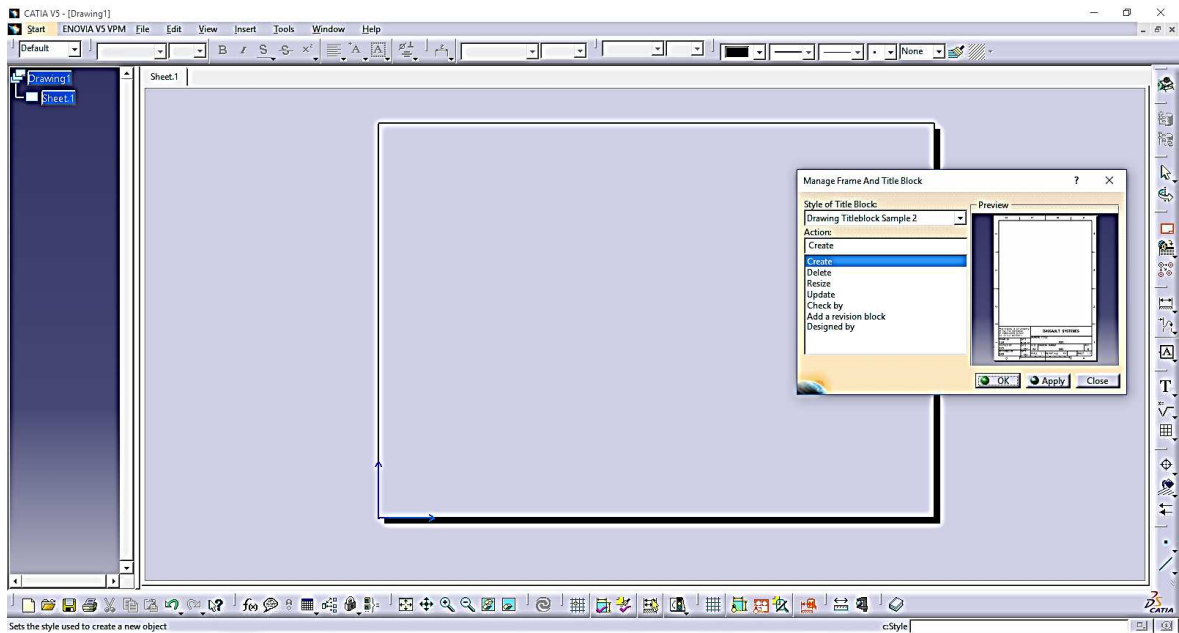 CATIA V5 - [Drawing1]
Start ENOVIA V5 VPM File Edit View Insert Tools Window Help
Default
None
Drawing1
Sheet.1
Sheet.1
Manage Frame And Title Block
Style of Title Block:
Drawing Titleblock Sample 2
Action:
Create
Create
Delete
Resize
Update
Check by
Add a revision block
Designed by
Preview
DASSAULT SYSTEMES
OK Apply Close
Sets the style used to create a new object
c:Style
CATIA